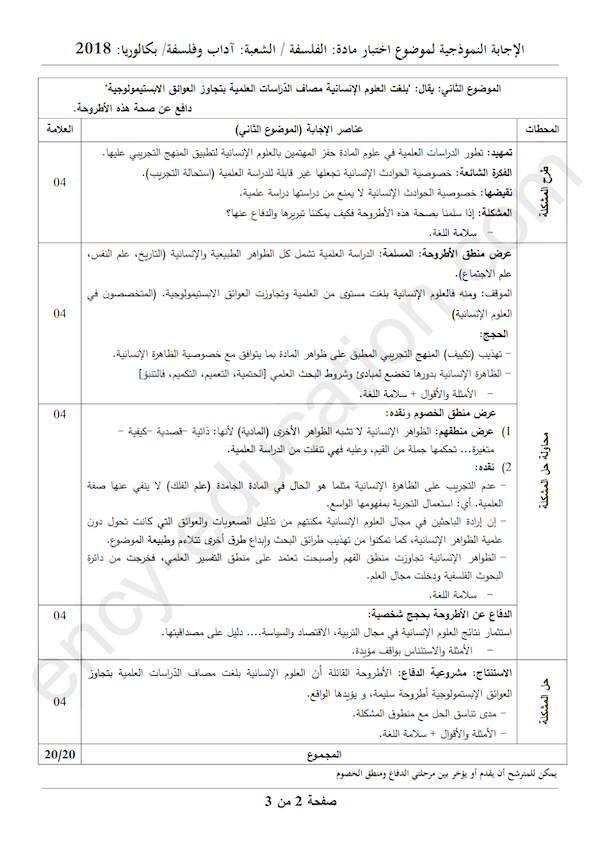 الإجابة النموذجية لموضوع اختبار مادة: الفلسفة / الشعبة: آداب وفلسفة/ بكالوريا: 2018
الموضوع الثاني: يقال: "بلغت العلوم الإنسانية مصاف الدّراسات العلمية بتجاوز العوائق الابستيمولوجية"
دافع عن صحة هذه الأطروحة.
المحطات
عناصر الإجابة (الموضوع الثاني)
العلامة
طرح المشكلة
تمهيد: تطور الدراسات العلمية في علوم المادة حفز المهتمين بالعلوم الإنسانية لتطبيق المنهج التجريبي عليها.
الفكرة الشائعة: خصوصية الحوادث الإنسانية تجعلها غير قابلة للدراسة العلمية (استحالة التجريب).
نقيضها: خصوصية الحوادث الإنسانية لا يمنع من دراستها دراسة علمية.
المشكلة: إذا سلمنا بصحة هذه الأطروحة فكيف يمكننا تبريرها والدفاع عنها؟
- سلامة اللغة.
04
محاولة حل المشكلة
عرض منطق الأطروحة: المسلمة: الدراسة العلمية تشمل كل الظواهر الطبيعية والإنسانية (التاريخ، علم النفس،
علم الاجتماع).
الموقف: ومنه فالعلوم الإنسانية بلغت مستوى من العلمية وتجاوزت العوائق الابستيمولوجية. (المتخصصون في
العلوم الإنسانية)
الحجج:
- تهذيب (تكييف) المنهج التجريبي المطبق على ظواهر المادة بما يتوافق مع خصوصية الظاهرة الإنسانية.
- الظاهرة الإنسانية بدورها تخضع لمبادئ وشروط البحث العلمي [الحتمية، التعميم، التكميم، فالتنبؤ]
- الأمثلة والأقوال + سلامة اللغة.
04
عرض منطق الخصوم ونقده:
1) عرض منطقهم: الظواهر الإنسانية لا تشبه الظواهر الأخرى (المادية) لأنها: ذاتية -قصدية -كيفية -
متغيرة... تحكمها جملة من القيم، وعليه فهي تنفلت من الدراسة العلمية.
2) نقده:
- عدم التجريب على الظاهرة الإنسانية مثلما هو الحال في المادة الجامدة (علم الفلك) لا ينفي عنها صفة
العلمية. أي: استعمال التجربة بمفهومها الواسع.
- إن إرادة الباحثين في مجال العلوم الإنسانية مكنتهم من تذليل الصعوبات والعوائق التي كانت تحول دون
علمية الظواهر الإنسانية، كما تمكنوا من تهذيب طرائق البحث وإبداع طرق أخرى تتلاءم وطبيعة الموضوع.
- الظواهر الإنسانية تجاوزت منطق الفهم وأصبحت تعتمد على منطق التفسير العلمي، فخرجت من دائرة
البحوث الفلسفية ودخلت مجال العلم.
- سلامة اللغة.
04
الدفاع عن الأطروحة بحجج شخصية:
استثمار نتائج العلوم الإنسانية في مجال التربية، الاقتصاد والسياسة.... دليل على مصداقيتها.
- الأمثلة والاستئناس بواقف مؤيدة.
04
حل المشكلة
الاستنتاج: مشروعية الدفاع: الأطروحة القائلة أن العلوم الإنسانية بلغت مصاف الدّراسات العلمية بتجاوز
العوائق الإبستمولوجية أطروحة سليمة، و يؤيدها الواقع.
- مدى تناسق الحل مع منطوق المشكلة.
- الأمثلة والأقوال + سلامة اللغة.
04
المجموع
20/20
يمكن للمترشح أن يقدم أو يؤخر بين مرحلتي الدفاع ومنطق الخصوم
صفحة 2 من 3
ency-education.com